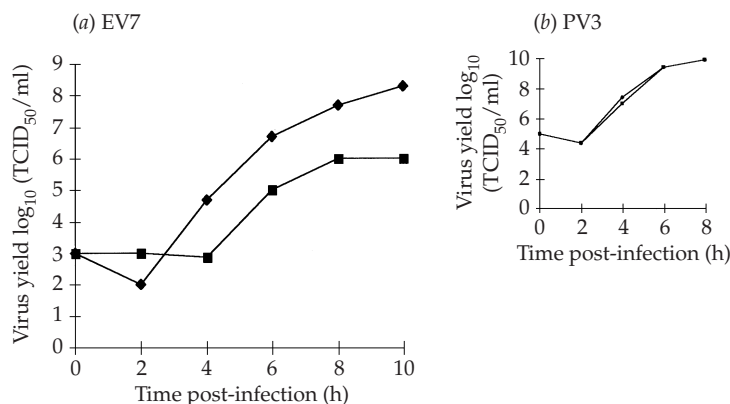 (a) EV7
Virus yield log10 (TCID50/ml)
9
8
7
6
5
4
3
2
1
0
0 2 4 6 8 10
Time post-infection (h)
(b) PV3
Virus yield log10
(TCID50/ml)
10
8
6
4
2
0
0 2 4 6 8
Time post-infection (h)